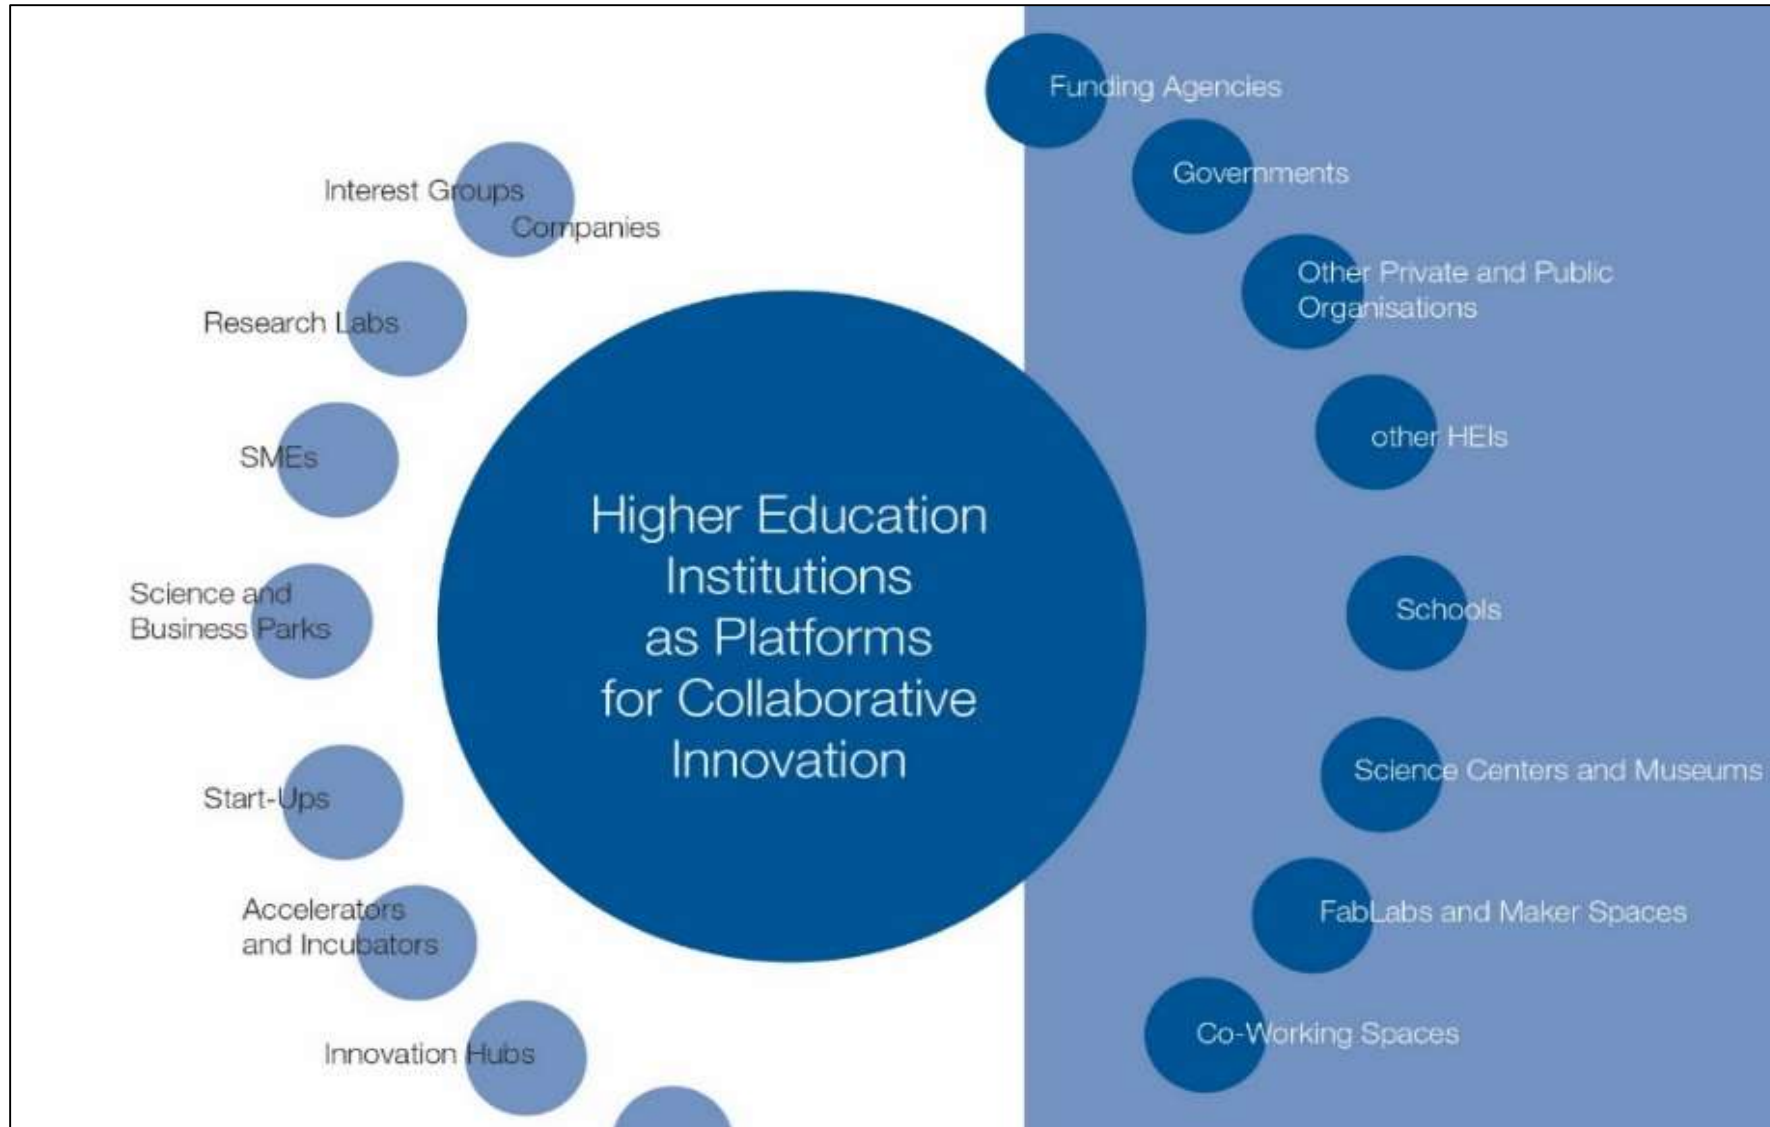 Funding Agencies
Governments
Other Private and Public
Organisations
other HEIs
Schools
Science Centers and Museums
FabLabs and Maker Spaces
Co-Working Spaces
Interest Groups
Companies
Research Labs
SMEs
Science and
Business Parks
Start-Ups
Accelerators
and Incubators
Innovation Hubs
Higher Education
Institutions
as Platforms
for Collaborative
Innovation